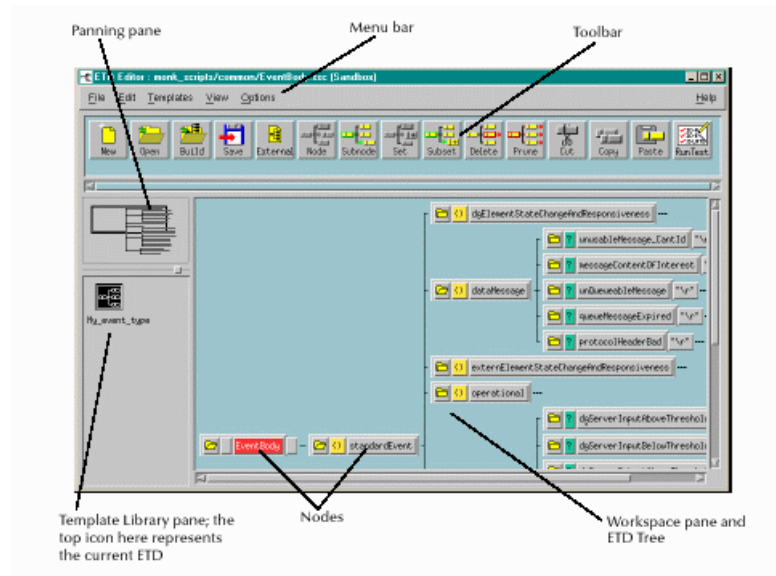 Panning pane
Menu bar
Toolbar
ETD Editor : monk_scripts/common/EventBody.ssc (Sandbox)
File Edit Templates View Options Help
New Open Build Save External Node Subnode Set Subset Delete Prune Cut Copy Paste RunTest
dgElementStateChangeAndResponsiveness
unusableMessage_CantId
messageContentOfInterest
My_event_type
dataMessage
unQueueableMessage "\r"
queueMessageExpired "\r"
protocolHeaderBad "\r"
externElementStateChangeAndResponsiveness
operational
dgServerInputAboveThreshold
EventBody
standardEvent
dgServerInputBelowThreshold
Template Library pane; the
top icon here represents
the current ETD
Nodes
Workspace pane and
ETD Tree